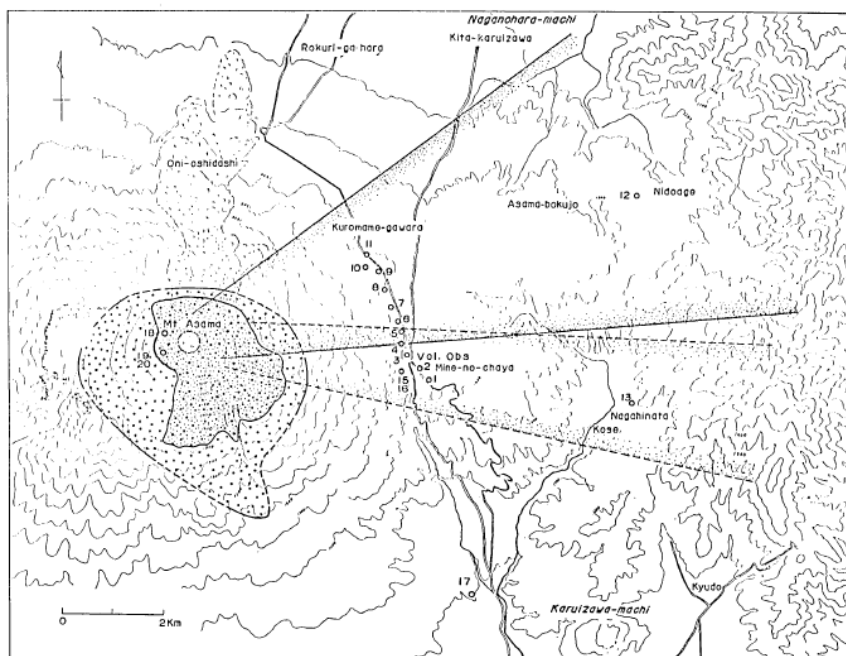 Naganohara-machi
Kita-karuizawa
Rokuri-ga-hara
Oni-oshidashi
Asama-bokujo
12
Nidoage
Kuromame-gawara
11
10
9
8
7
6
5
4
3
18
Mt Asama
19
20
Vol. Obs
2
Mine-no-chaya
1
15
16
13
Nagahinata
Kose
17
Karuizawa-machi
Kyudo
0
2Km